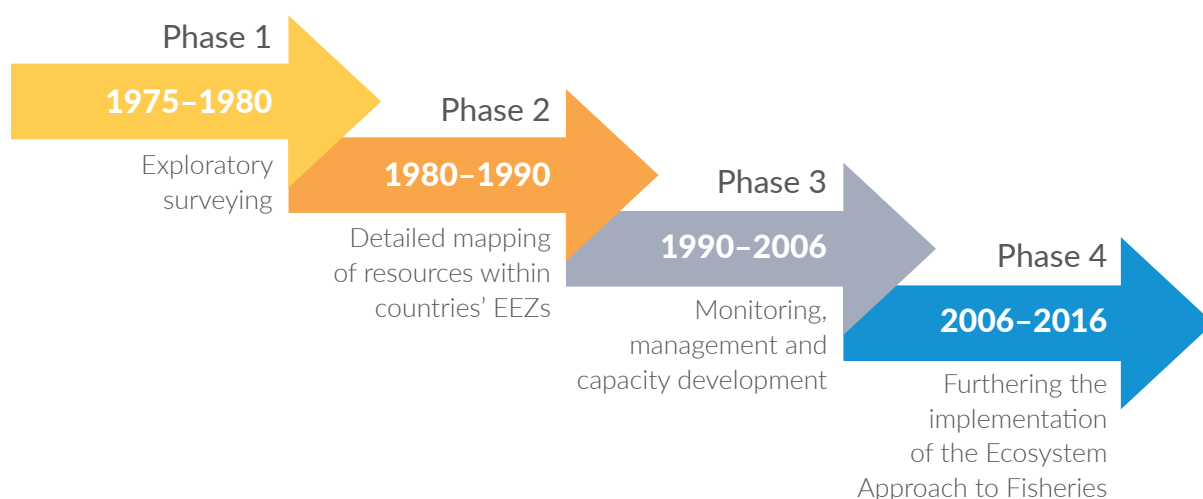 Phase 1
1975–1980
Exploratory
surveying
Phase 2
1980–1990
Detailed mapping
of resources within
countries’ EEZs
Phase 3
1990–2006
Monitoring,
management and
capacity development
Phase 4
2006–2016
Furthering the
implementation
of the Ecosystem
Approach to Fisheries